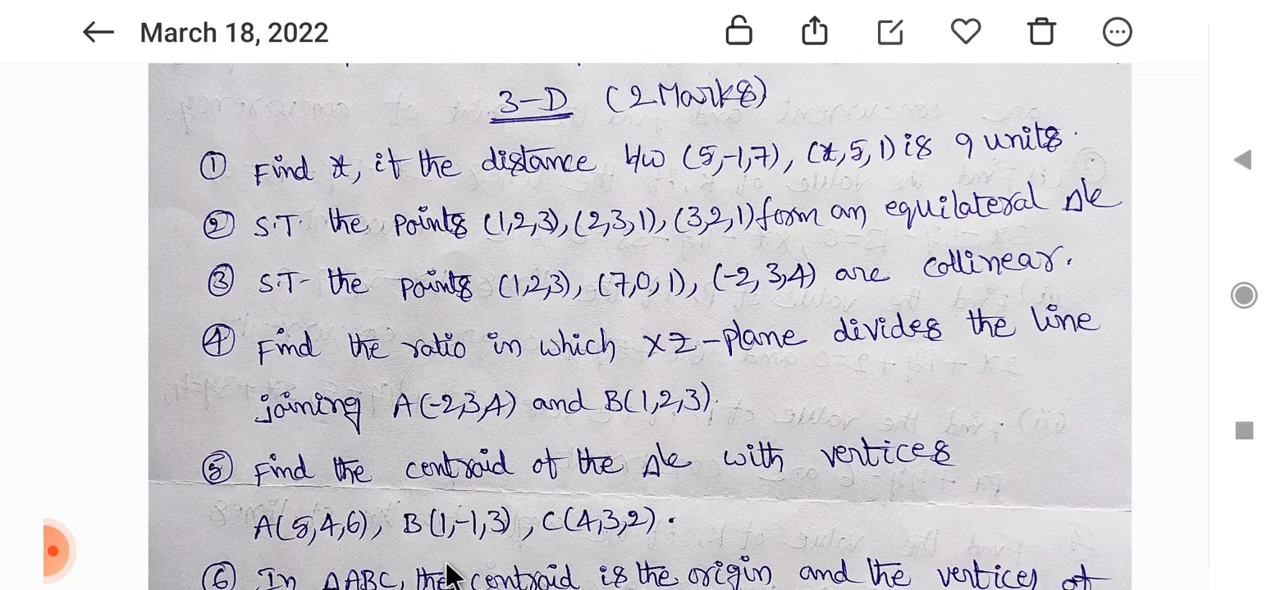 March 18, 2022
3-D (2 Marks)
① Find x, if the distance b/w (5,-1,7), (x,5,1) is 9 units.
② S.T. the points (1,2,3), (2,3,1), (3,2,1) form an equilateral Δle
③ S.T- the points (1,2,3), (7,0,1), (-2,3,4) are collinear.
④ Find the ratio in which XZ-plane divides the line
joining A(-2,3,4) and B(1,2,3).
⑤ Find the centroid of the Δle with vertices
A(5,4,6), B(1,-1,3), C(4,3,2).
⑥ In ΔABC, the centroid is the origin and the vertices of